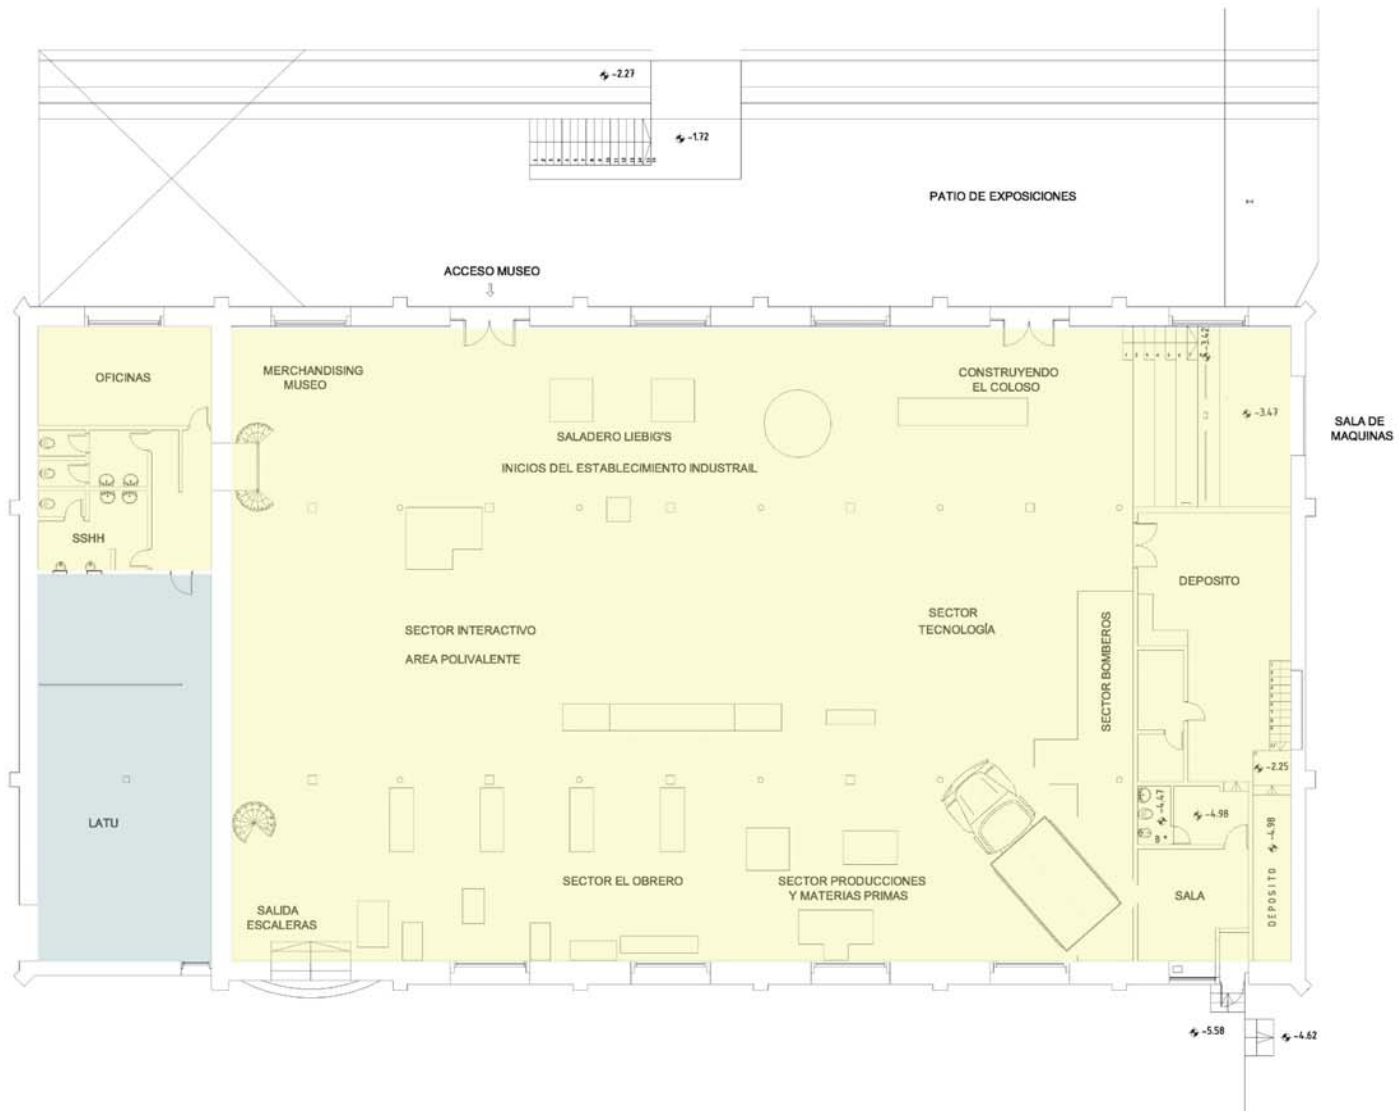 -2.27
-1.72
PATIO DE EXPOSICIONES
ACCESO MUSEO
OFICINAS
MERCHANDISING
MUSEO
CONSTRUYENDO
EL COLOSO
-3.42
-3.47
SALA DE
MAQUINAS
SALADERO LIEBIG'S
INICIOS DEL ESTABLECIMIENTO INDUSTRAIL
SSHH
DEPOSITO
SECTOR INTERACTIVO
AREA POLIVALENTE
SECTOR
TECNOLOGÍA
SECTOR BOMBEROS
-2.25
LATU
-4.47
-4.98
-4.98
DEPOSITO
SECTOR EL OBRERO
SECTOR PRODUCCIONES
Y MATERIAS PRIMAS
SALA
SALIDA
ESCALERAS
-5.58
-4.62